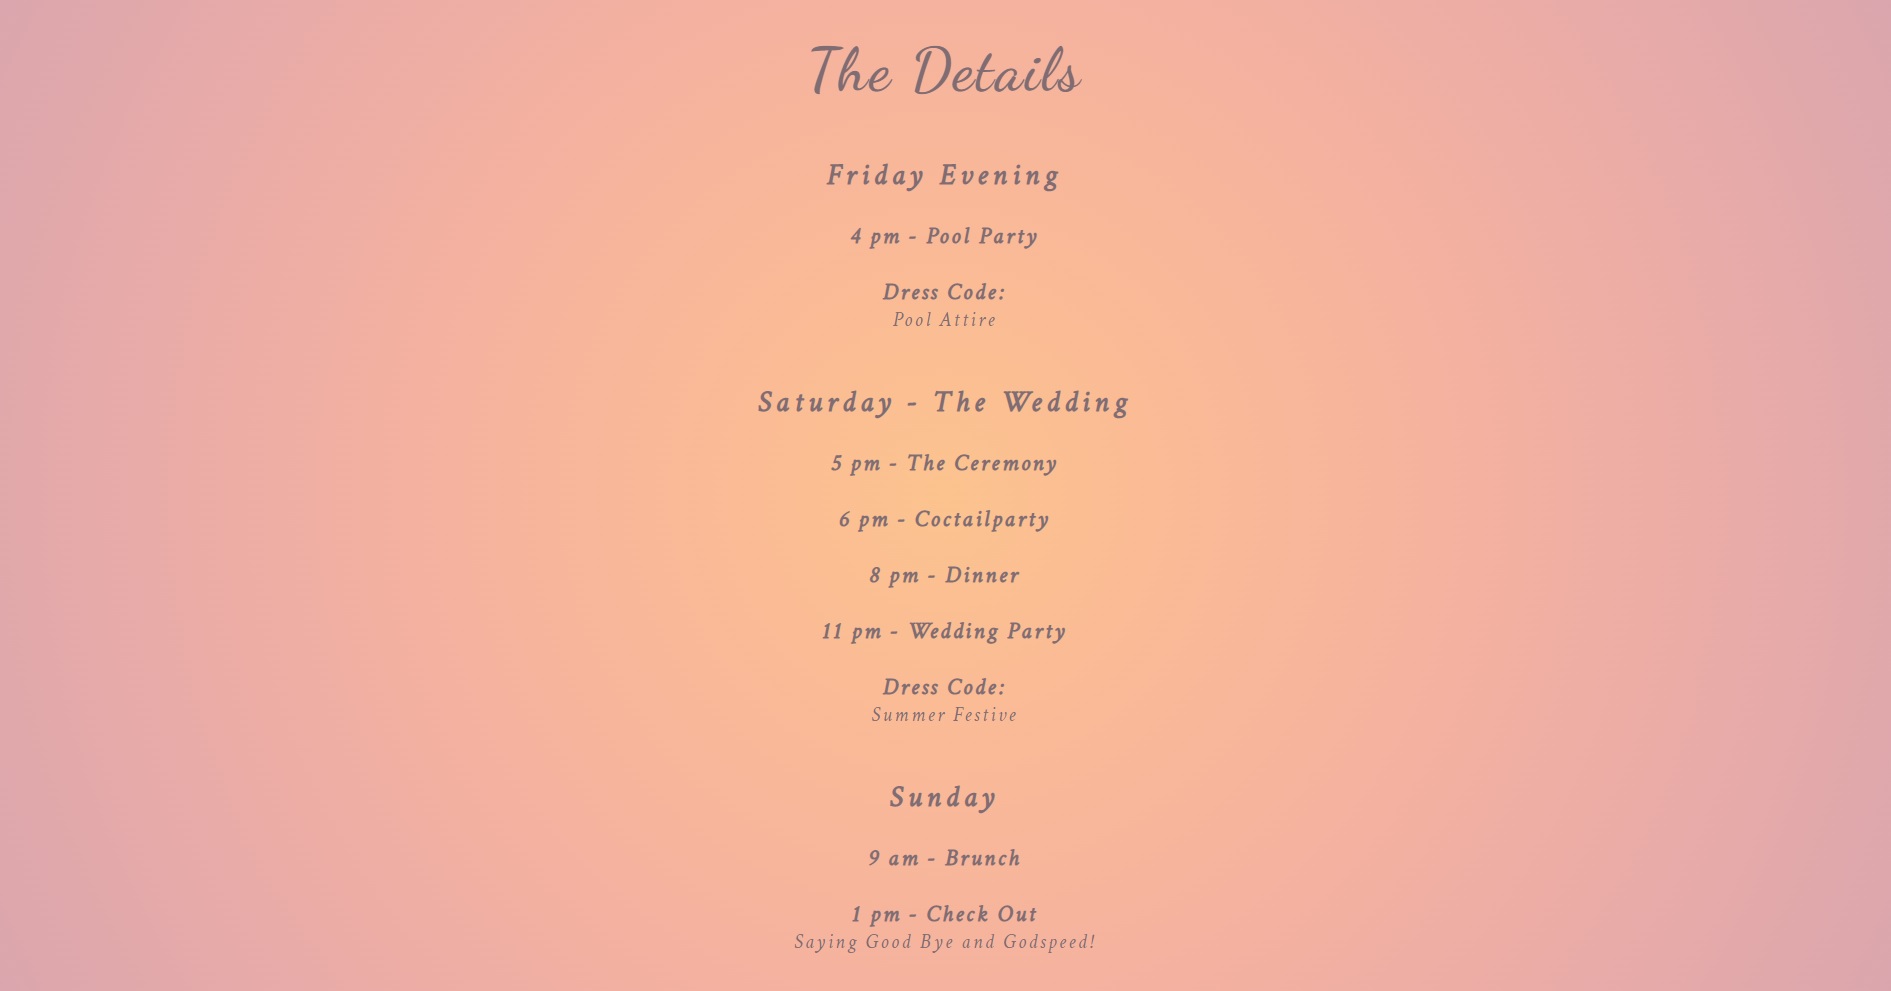 The Details
Friday Evening
4 pm - Pool Party
Dress Code:
Pool Attire
Saturday - The Wedding
5 pm - The Ceremony
6 pm - Coctailparty
8 pm - Dinner
11 pm - Wedding Party
Dress Code:
Summer Festive
Sunday
9 am - Brunch
1 pm - Check Out
Saying Good Bye and Godspeed!